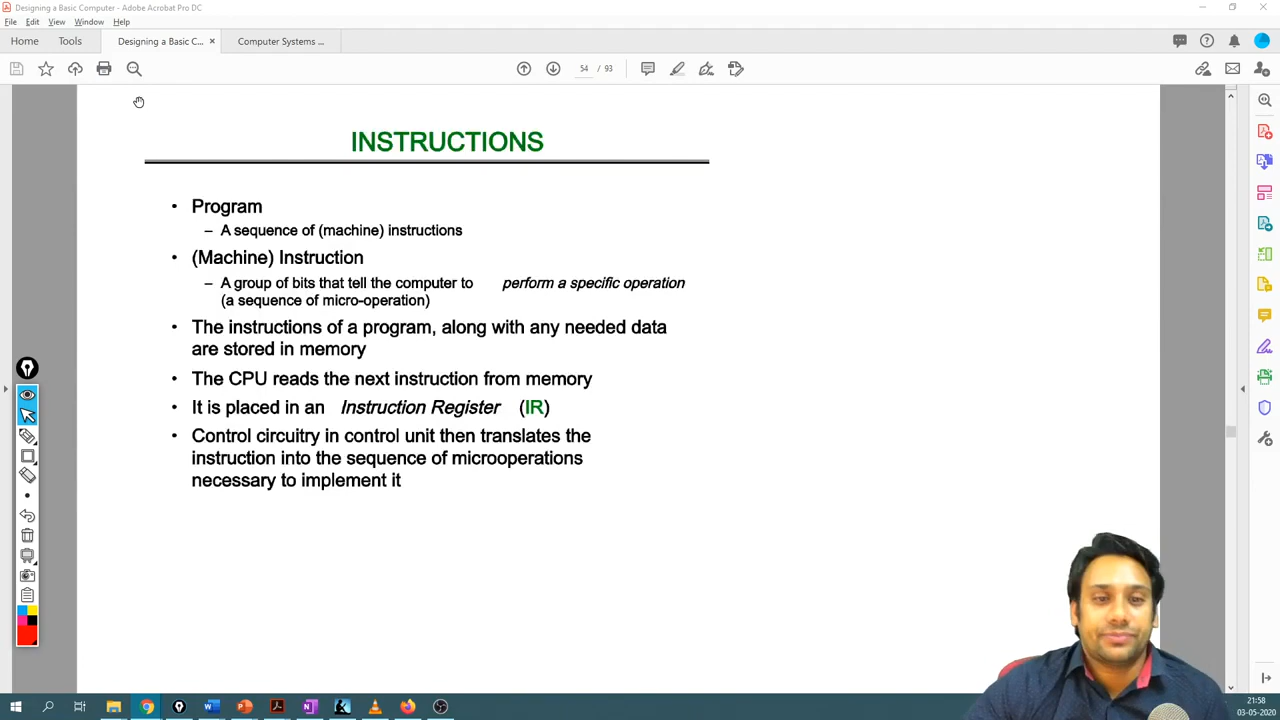 Designing a Basic Computer - Adobe Acrobat Pro DC
File Edit View Window Help
Home Tools Designing a Basic C... × Computer Systems ...
54 / 93
INSTRUCTIONS
• Program
– A sequence of (machine) instructions
• (Machine) Instruction
– A group of bits that tell the computer to perform a specific operation
(a sequence of micro-operation)
• The instructions of a program, along with any needed data
are stored in memory
• The CPU reads the next instruction from memory
• It is placed in an Instruction Register (IR)
• Control circuitry in control unit then translates the
instruction into the sequence of microoperations
necessary to implement it
21:58
03-05-2020